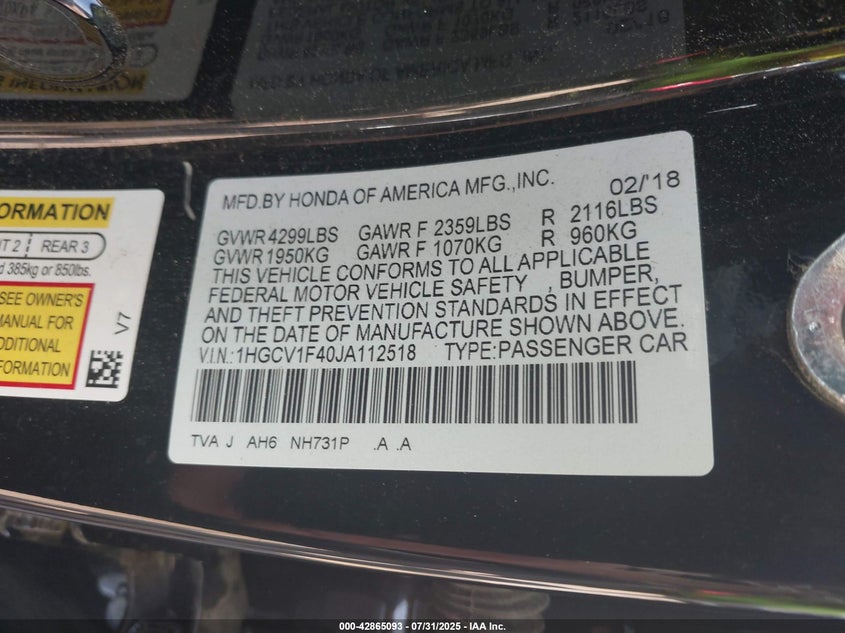 MFD.BY HONDA OF AMERICA MFG.,INC. 02/'18
GVWR 4299LBS GAWR F 2359LBS R 2116LBS
GVWR 1950KG GAWR F 1070KG R 960KG
THIS VEHICLE CONFORMS TO ALL APPLICABLE
FEDERAL MOTOR VEHICLE SAFETY , BUMPER,
AND THEFT PREVENTION STANDARDS IN EFFECT
ON THE DATE OF MANUFACTURE SHOWN ABOVE.
V.I.N.:1HGCV1F40JA112518 TYPE:PASSENGER CAR
TVA J AH6 NH731P .A .A
REAR 3
385kg or 850lbs.
SEE OWNER'S
MANUAL FOR
INFORMATION
V7
000-42865093 / 07/31/2025 - IAA Inc.